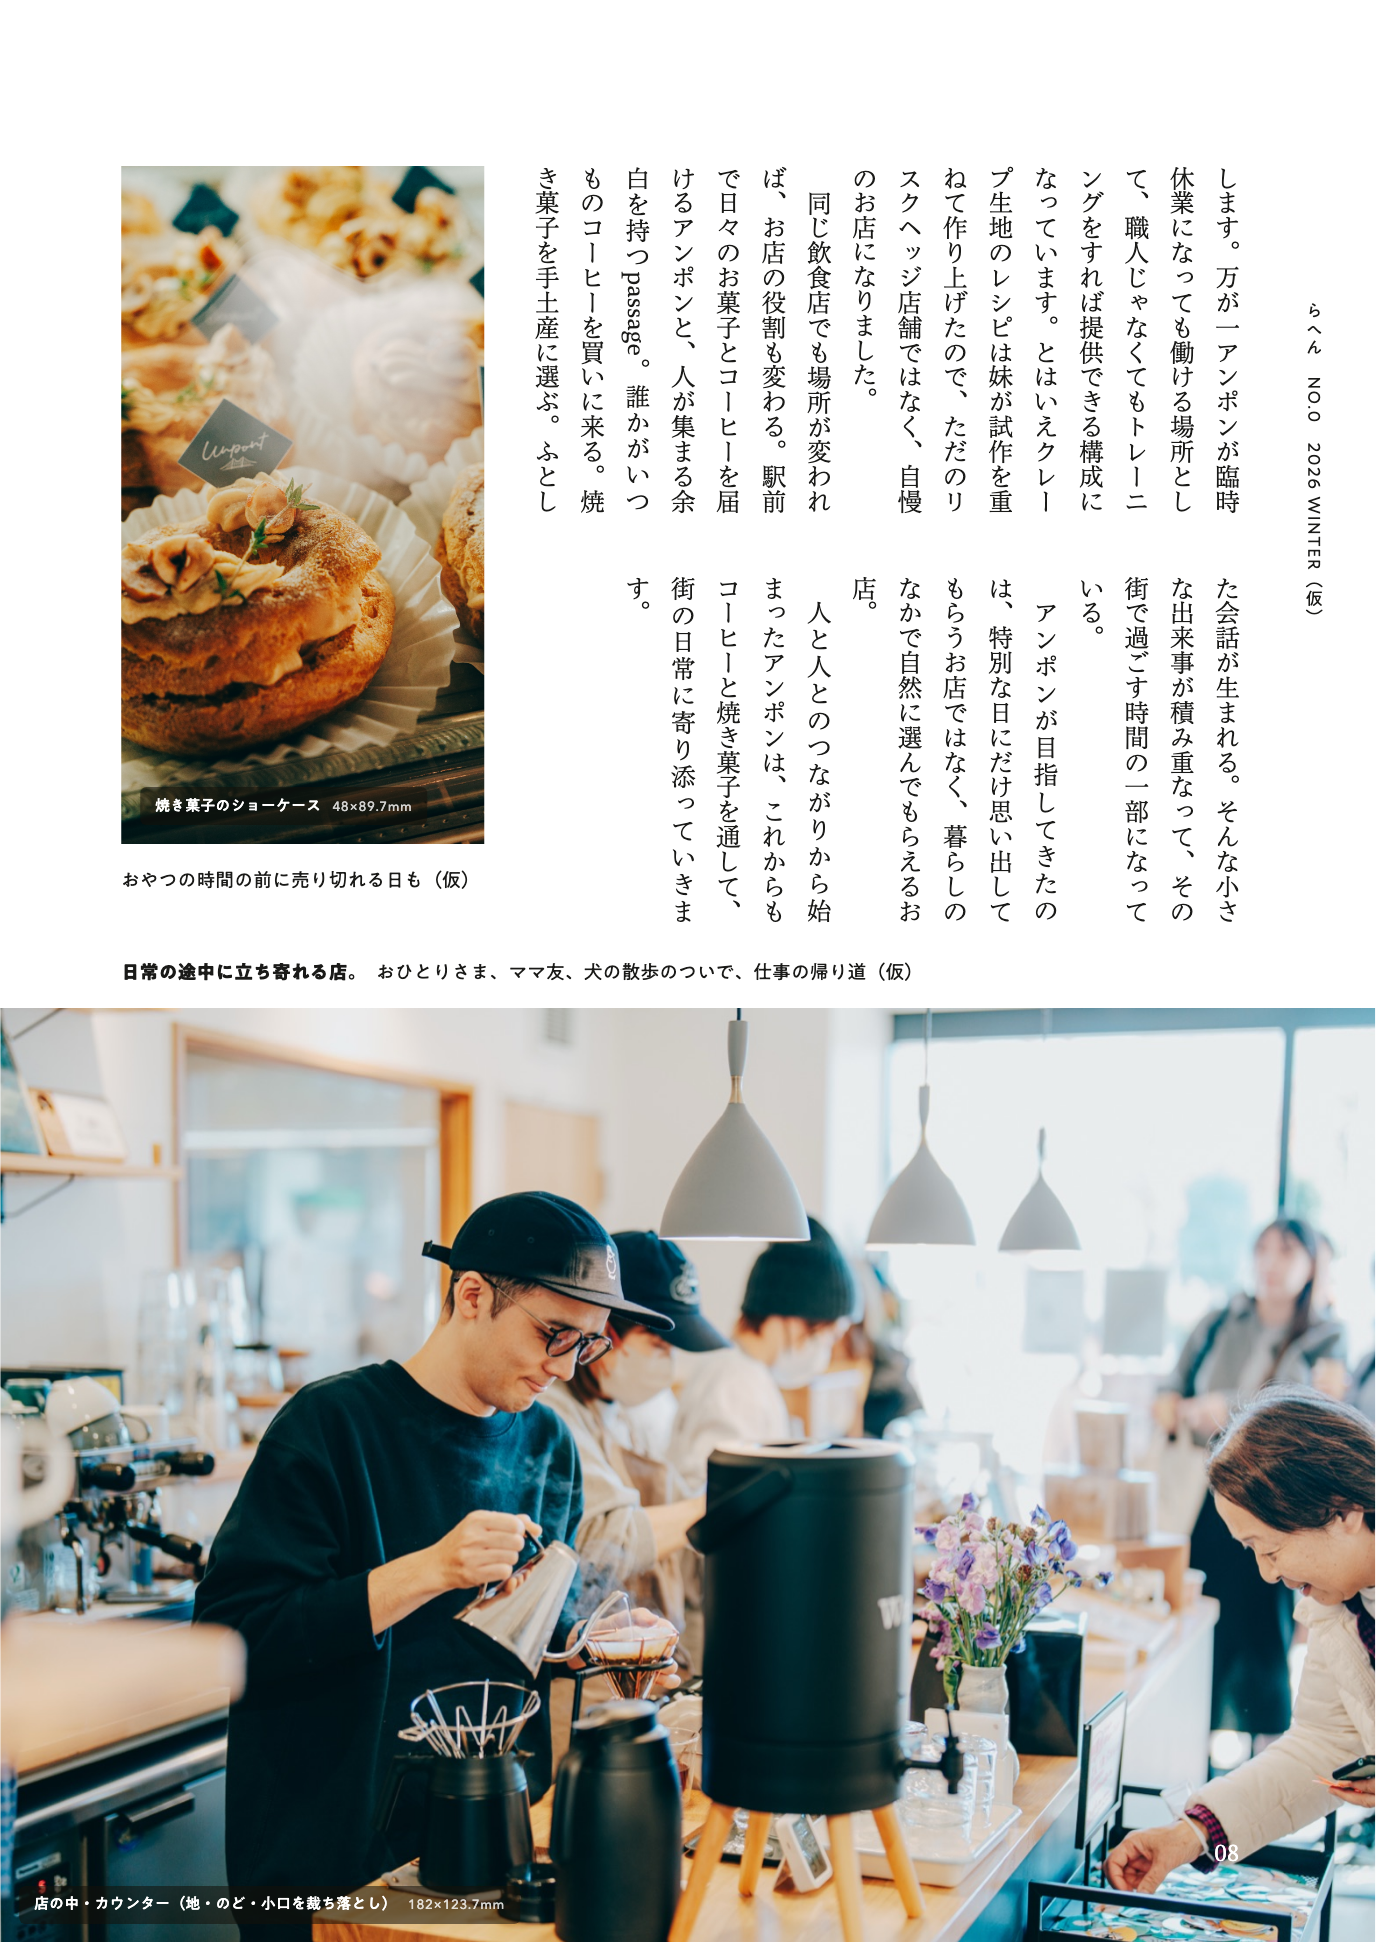 らへん　NO.0　2026 WINTER（仮）
します。万が一アンポンが臨時
休業になっても働ける場所とし
て、職人じゃなくてもトレーニ
ングをすれば提供できる構成に
なっています。とはいえクレー
プ生地のレシピは妹が試作を重
ねて作り上げたので、ただのリ
スクヘッジ店舗ではなく、自慢
のお店になりました。
　同じ飲食店でも場所が変われ
ば、お店の役割も変わる。駅前
で日々のお菓子とコーヒーを届
けるアンポンと、人が集まる余
白を持つpassage。誰かがいつ
ものコーヒーを買いに来る。焼
き菓子を手土産に選ぶ。ふとし
た会話が生まれる。そんな小さ
な出来事が積み重なって、その
街で過ごす時間の一部になって
いる。
　アンポンが目指してきたの
は、特別な日にだけ思い出して
もらうお店ではなく、暮らしの
なかで自然に選んでもらえるお
店。
　人と人とのつながりから始
まったアンポンは、これからも
コーヒーと焼き菓子を通して、
街の日常に寄り添っていきま
す。
unpont
焼き菓子のショーケース　48×89.7mm
おやつの時間の前に売り切れる日も（仮）
日常の途中に立ち寄れる店。　おひとりさま、ママ友、犬の散歩のついで、仕事の帰り道（仮）
W
店の中・カウンター（地・のど・小口を裁ち落とし）　182×123.7mm
08